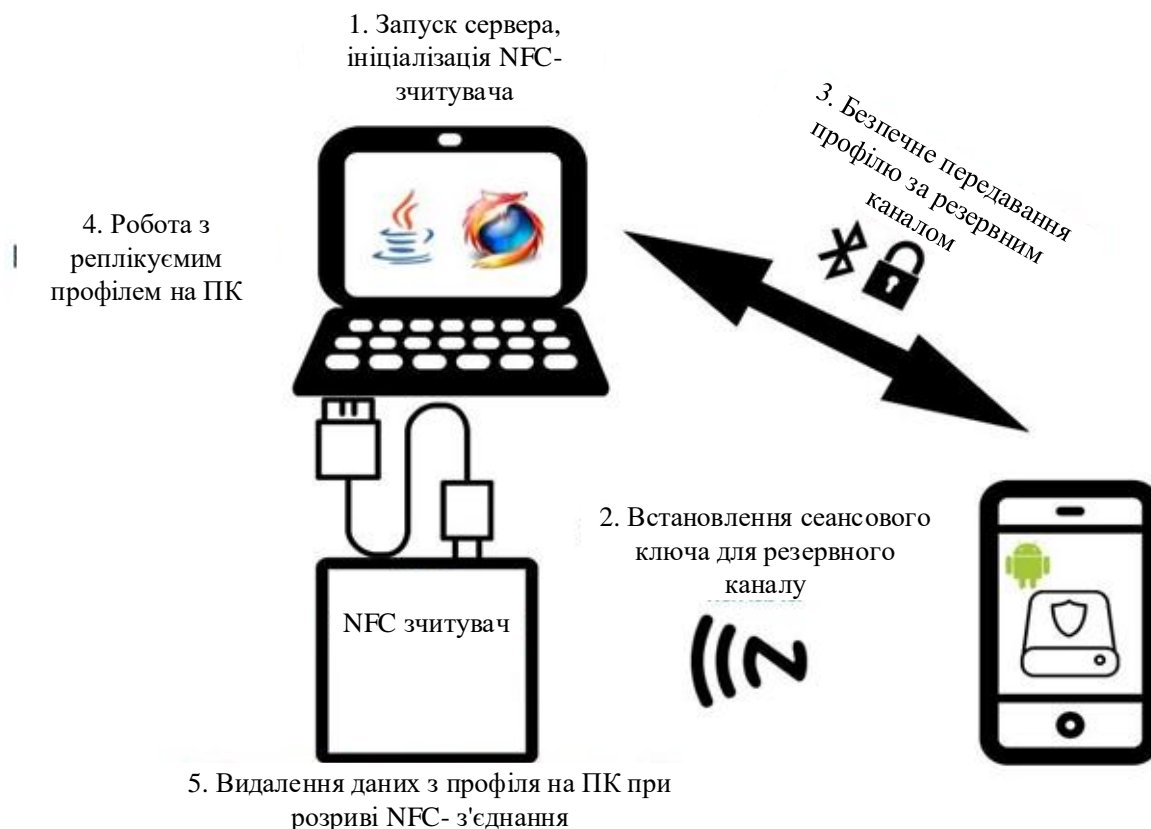 1. Запуск сервера,
ініціалізація NFC-
зчитувача
3. Безпечне передавання
профілю за резервним
каналом
4. Робота з
реплікуємим
профілем на ПК
2. Встановлення сеансового
ключа для резервного
каналу
NFC зчитувач
5. Видалення даних з профіля на ПК при
розриві NFC- з'єднання